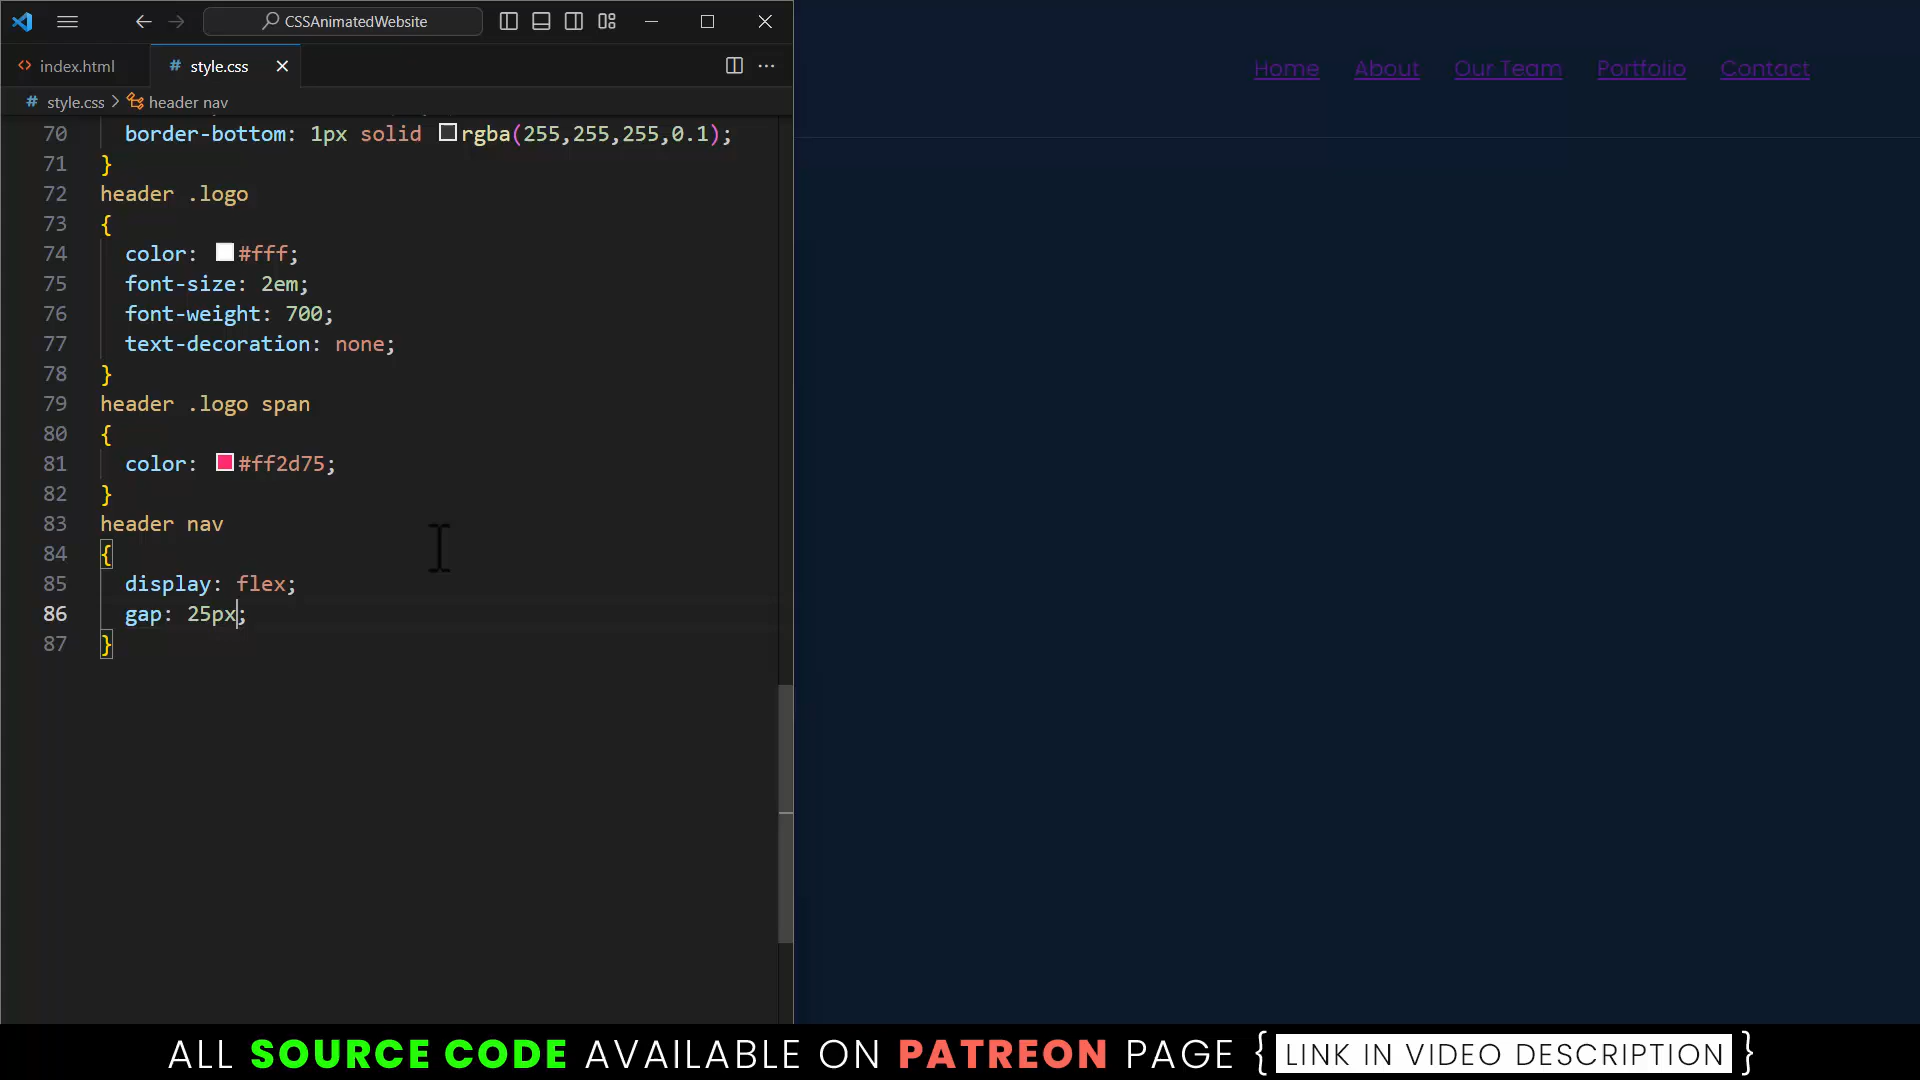 CSSAnimatedWebsite
index.html
# style.css
# style.css > header nav
70 border-bottom: 1px solid rgba(255,255,255,0.1);
71 }
72 header .logo
73 {
74 color: #fff;
75 font-size: 2em;
76 font-weight: 700;
77 text-decoration: none;
78 }
79 header .logo span
80 {
81 color: #ff2d75;
82 }
83 header nav
84 {
85 display: flex;
86 gap: 25px;
87 }
Home About Our Team Portfolio Contact
ALL SOURCE CODE AVAILABLE ON PATREON PAGE { LINK IN VIDEO DESCRIPTION }